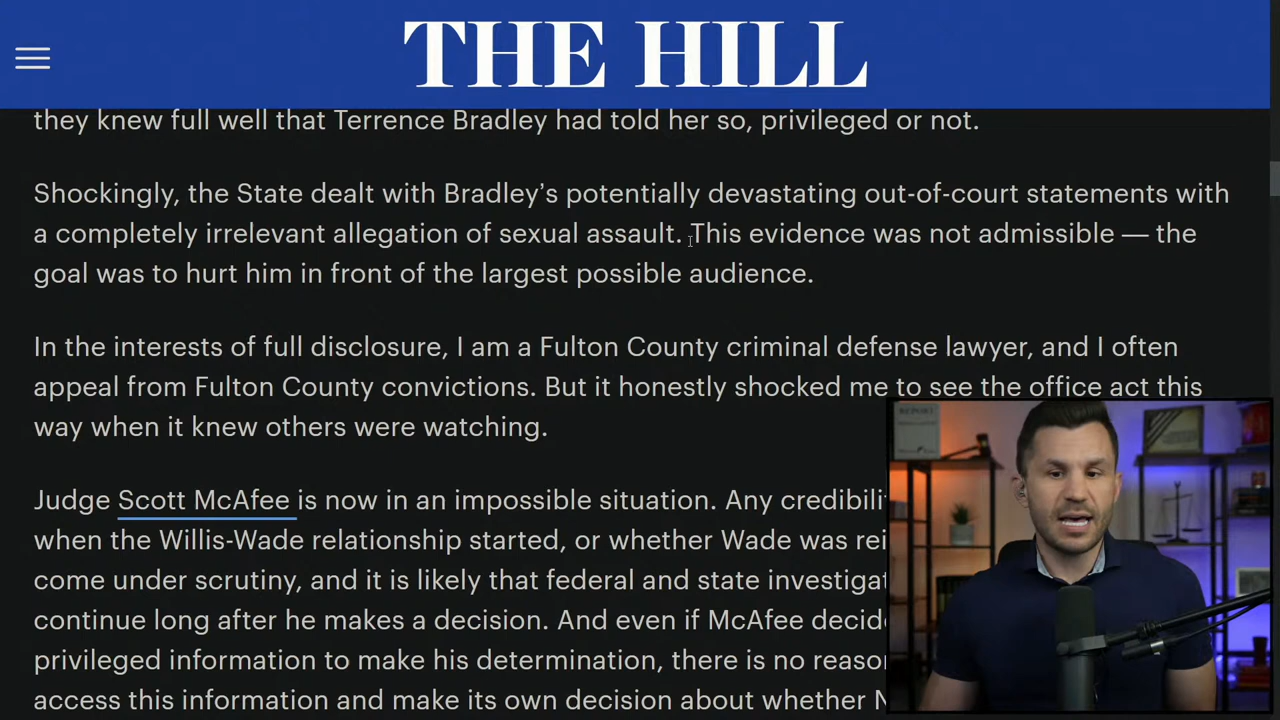 THE HILL
they knew full well that Terrence Bradley had told her so, privileged or not.
Shockingly, the State dealt with Bradley’s potentially devastating out-of-court statements with
a completely irrelevant allegation of sexual assault. This evidence was not admissible — the
goal was to hurt him in front of the largest possible audience.
In the interests of full disclosure, I am a Fulton County criminal defense lawyer, and I often
appeal from Fulton County convictions. But it honestly shocked me to see the office act this
way when it knew others were watching.
Judge Scott McAfee is now in an impossible situation. Any
when the Willis-Wade relationship started, or whether Wade was
come under scrutiny, and it is likely that federal and state
continue long after he makes a decision. And even if McAfee
privileged information to make his determination, there is no
access this information and make its own decision about whether
REPORT